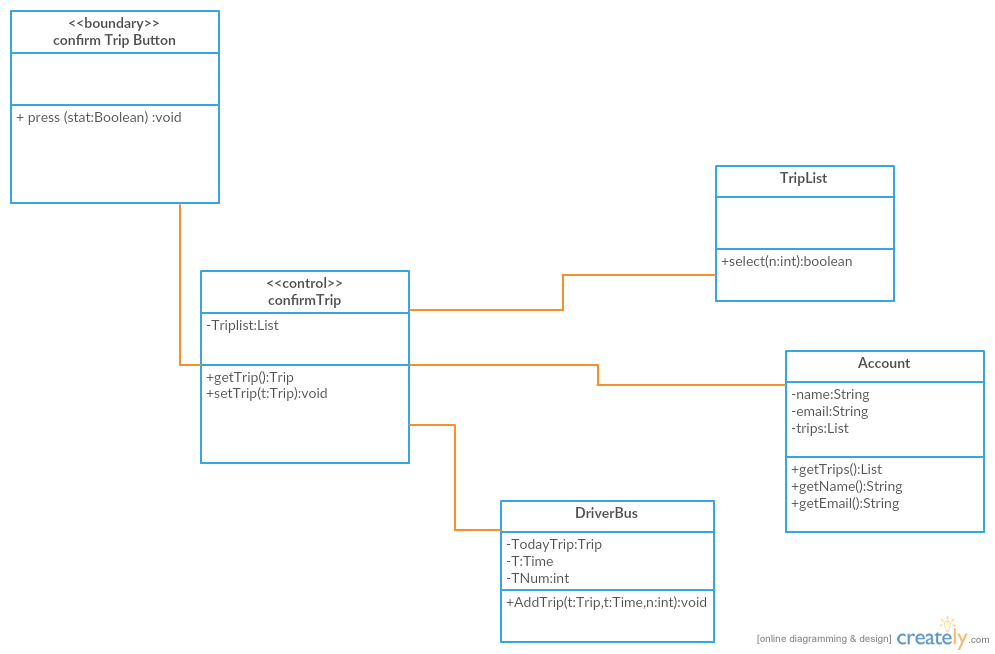 <<boundary>>
confirm Trip Button
+ press (stat:Boolean) :void
TripList
+select(n:int):boolean
<<control>>
confirmTrip
-Triplist:List
+getTrip():Trip
+setTrip(t:Trip):void
Account
-name:String
-email:String
-trips:List
+getTrips():List
+getName():String
+getEmail():String
DriverBus
-TodayTrip:Trip
-T:Time
-TNum:int
+AddTrip(t:Trip,t:Time,n:int):void
[online diagramming & design] creately.com